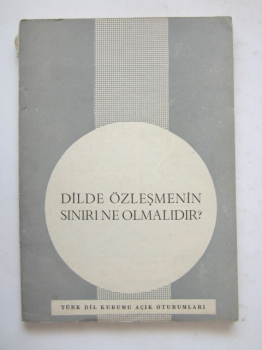 DİLDE ÖZLEŞMENİN
SINIRI NE OLMALIDIR?
TÜRK DİL KURUMU AÇIK OTURUMLARI